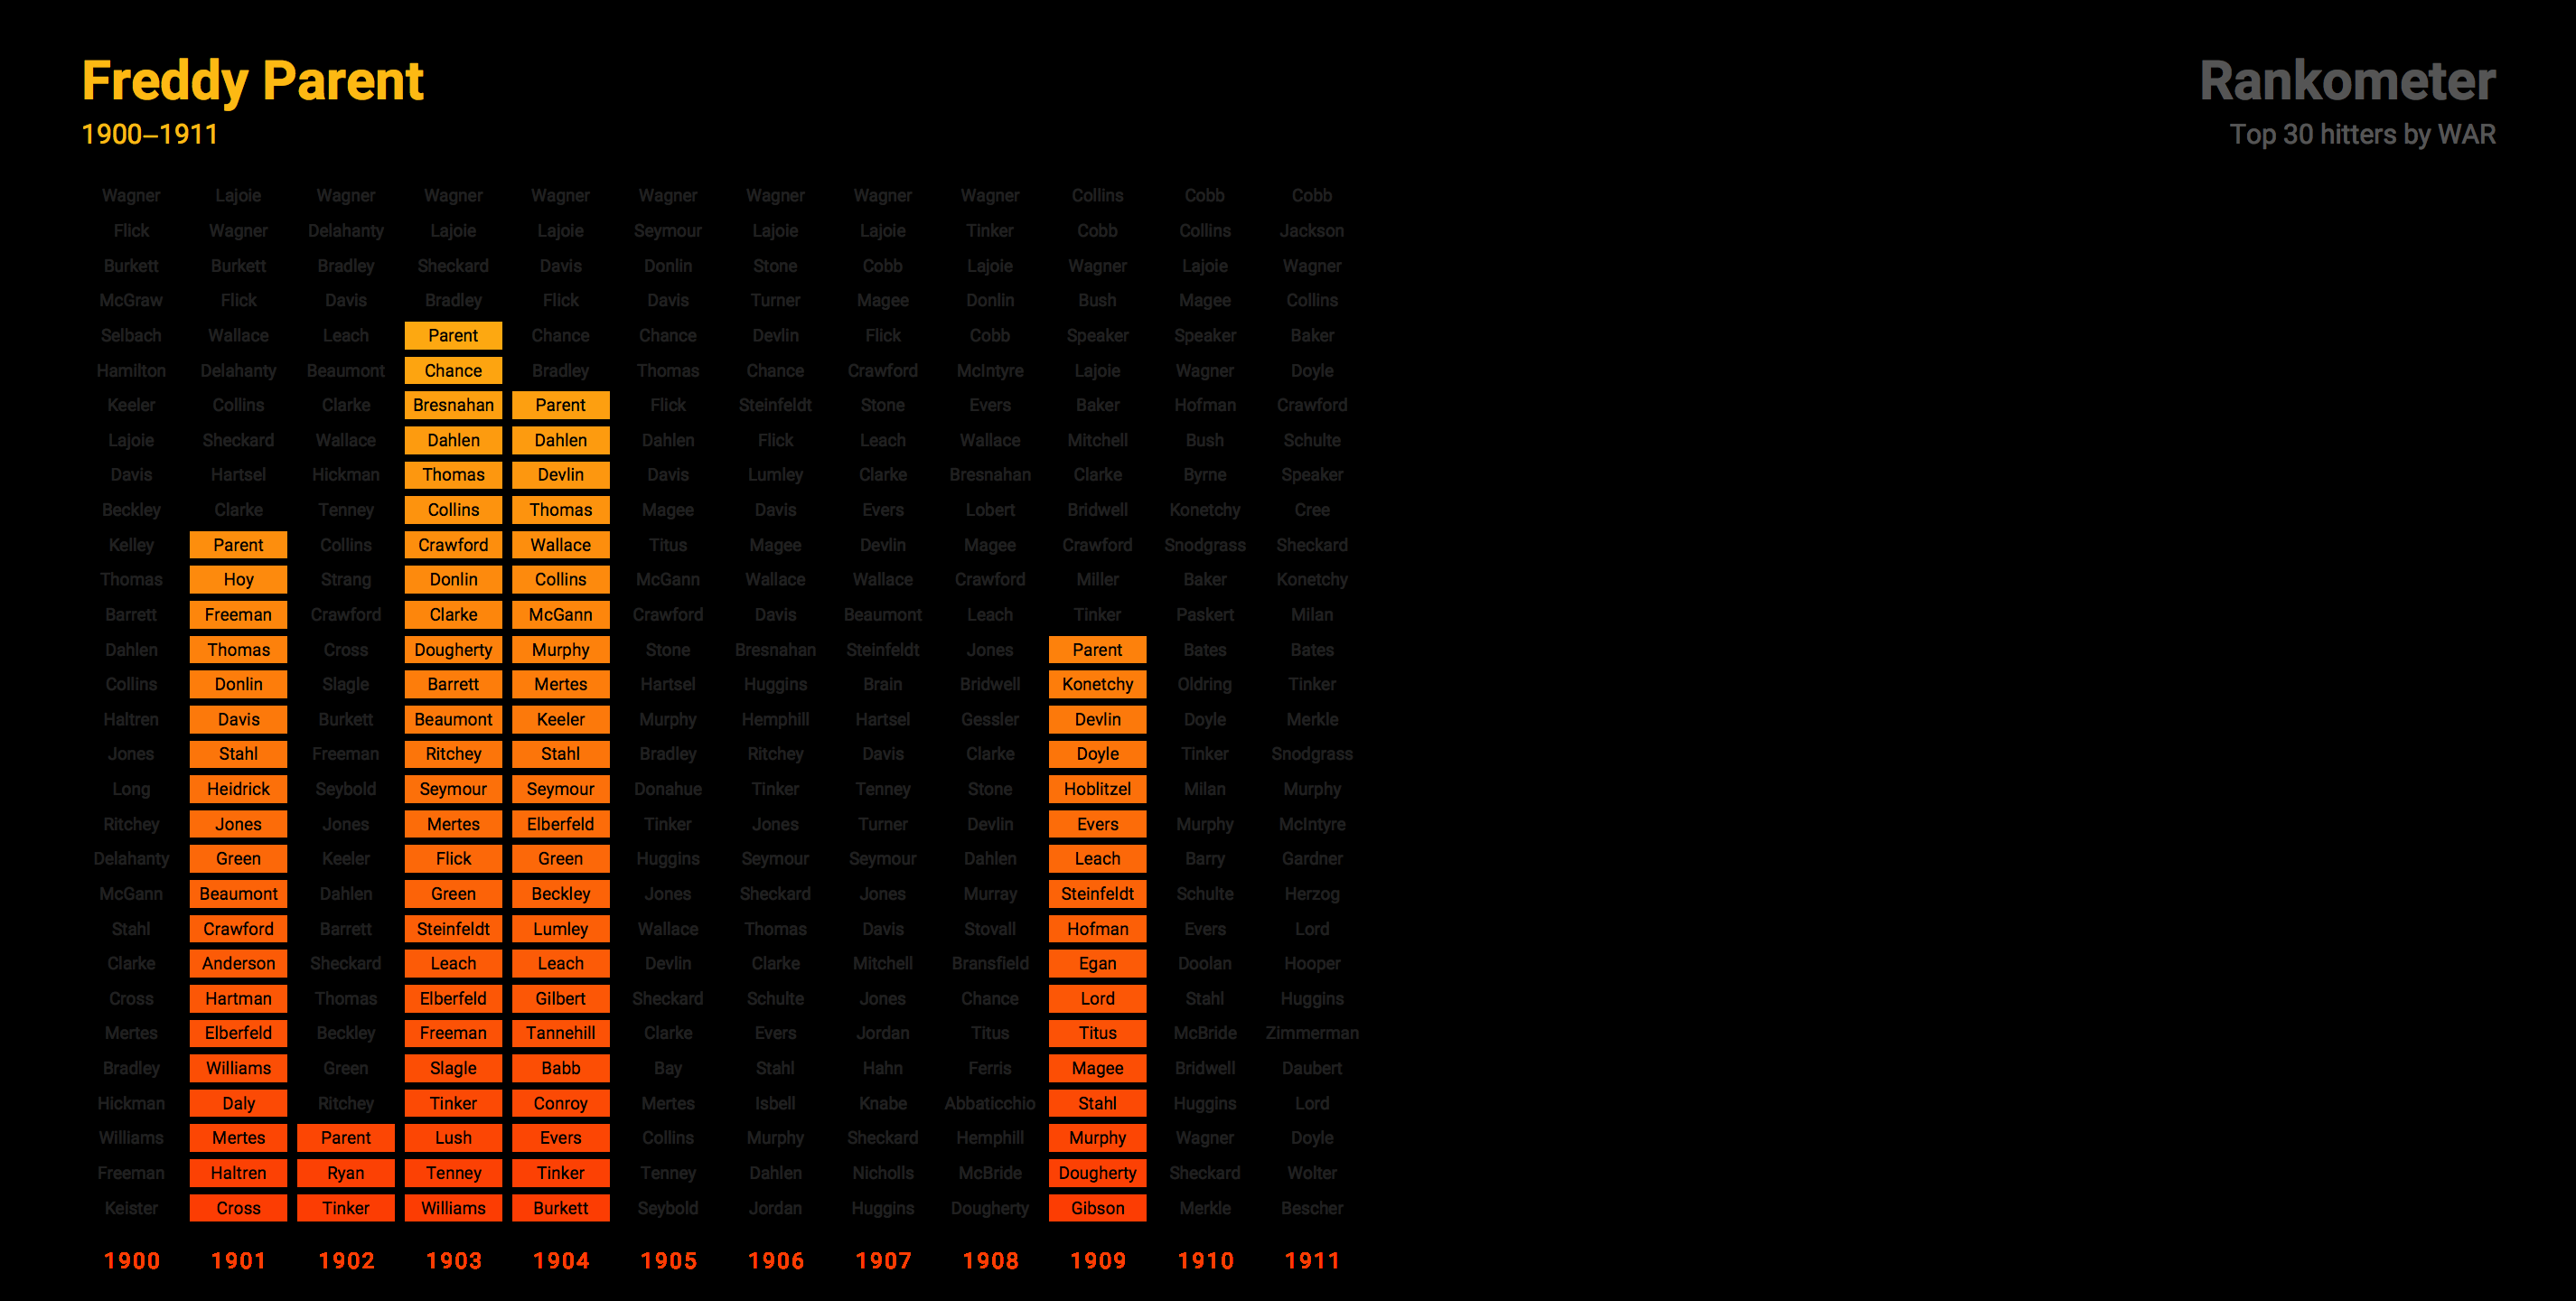 Freddy Parent
1900–1911
Rankometer
Top 30 hitters by WAR
Wagner Lajoie Wagner Wagner Wagner Wagner Wagner Wagner Wagner Collins Cobb Cobb
Flick Wagner Delahanty Lajoie Lajoie Seymour Lajoie Lajoie Tinker Cobb Collins Jackson
Burkett Burkett Bradley Sheckard Davis Donlin Stone Cobb Lajoie Wagner Lajoie Wagner
McGraw Flick Davis Bradley Flick Davis Turner Magee Donlin Bush Magee Collins
Selbach Wallace Leach Parent Chance Chance Devlin Flick Cobb Speaker Speaker Baker
Hamilton Delahanty Beaumont Chance Bradley Thomas Chance Crawford McIntyre Lajoie Wagner Doyle
Keeler Collins Clarke Bresnahan Parent Flick Steinfeldt Stone Evers Baker Hofman Crawford
Lajoie Sheckard Wallace Dahlen Dahlen Dahlen Flick Leach Wallace Mitchell Bush Schulte
Davis Hartsel Hickman Thomas Devlin Davis Lumley Clarke Bresnahan Clarke Byrne Speaker
Beckley Clarke Tenney Collins Thomas Magee Davis Evers Lobert Bridwell Konetchy Cree
Kelley Parent Collins Crawford Wallace Titus Magee Devlin Magee Crawford Snodgrass Sheckard
Thomas Hoy Strang Donlin Collins McGann Wallace Wallace Crawford Miller Baker Konetchy
Barrett Freeman Crawford Clarke McGann Crawford Davis Beaumont Leach Tinker Paskert Milan
Dahlen Thomas Cross Dougherty Murphy Stone Bresnahan Steinfeldt Jones Parent Bates Bates
Collins Donlin Slagle Barrett Mertes Hartsel Huggins Brain Bridwell Konetchy Oldring Tinker
Haltren Davis Burkett Beaumont Keeler Murphy Hemphill Hartsel Gessler Devlin Doyle Merkle
Jones Stahl Freeman Ritchey Stahl Bradley Ritchey Davis Clarke Doyle Tinker Snodgrass
Long Heidrick Seybold Seymour Seymour Donahue Tinker Tenney Stone Hoblitzel Milan Murphy
Ritchey Jones Jones Mertes Elberfeld Tinker Jones Turner Devlin Evers Murphy McIntyre
Delahanty Green Keeler Flick Green Huggins Seymour Seymour Dahlen Leach Barry Gardner
McGann Beaumont Dahlen Green Beckley Jones Sheckard Jones Murray Steinfeldt Schulte Herzog
Stahl Crawford Barrett Steinfeldt Lumley Wallace Thomas Davis Stovall Hofman Evers Lord
Clarke Anderson Sheckard Leach Leach Devlin Clarke Mitchell Bransfield Egan Doolan Hooper
Cross Hartman Thomas Elberfeld Gilbert Sheckard Schulte Jones Chance Lord Stahl Huggins
Mertes Elberfeld Beckley Freeman Tannehill Clarke Evers Jordan Titus Titus McBride Zimmerman
Bradley Williams Green Slagle Babb Bay Stahl Hahn Ferris Magee Bridwell Daubert
Hickman Daly Ritchey Tinker Conroy Mertes Isbell Knabe Abbaticchio Stahl Huggins Lord
Williams Mertes Parent Lush Evers Collins Murphy Sheckard Hemphill Murphy Wagner Doyle
Freeman Haltren Ryan Tenney Tinker Tenney Dahlen Nicholls McBride Dougherty Sheckard Wolter
Keister Cross Tinker Williams Burkett Seybold Jordan Huggins Dougherty Gibson Merkle Bescher
1900 1901 1902 1903 1904 1905 1906 1907 1908 1909 1910 1911